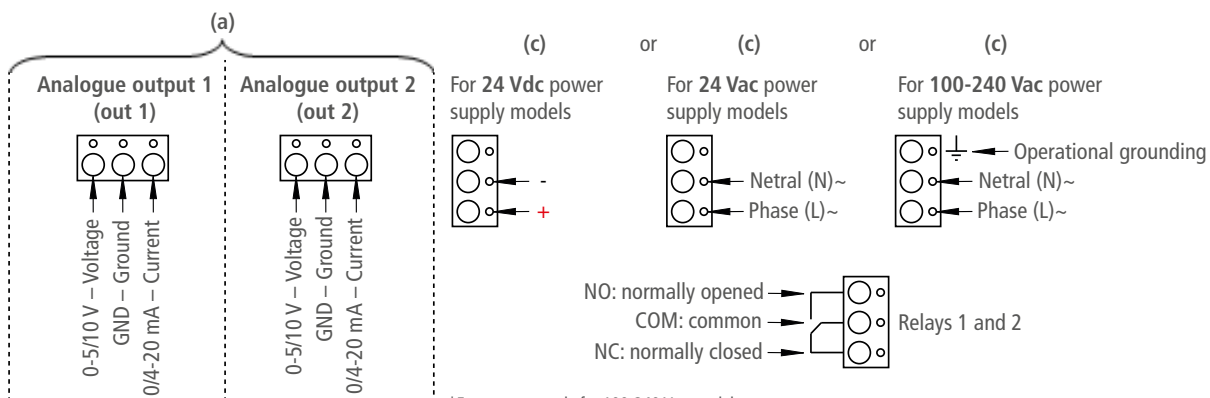 (a)
Analogue output 1
(out 1)
Analogue output 2
(out 2)
0-5/10 V – Voltage
GND – Ground
0/4-20 mA – Current
0-5/10 V – Voltage
GND – Ground
0/4-20 mA – Current
(c)
or
(c)
or
(c)
For 24 Vdc power
supply models
-
+
For 24 Vac power
supply models
Netral (N)~
Phase (L)~
For 100-240 Vac power
supply models
Operational grounding
Netral (N)~
Phase (L)~
NO: normally opened
COM: common
NC: normally closed
Relays 1 and 2